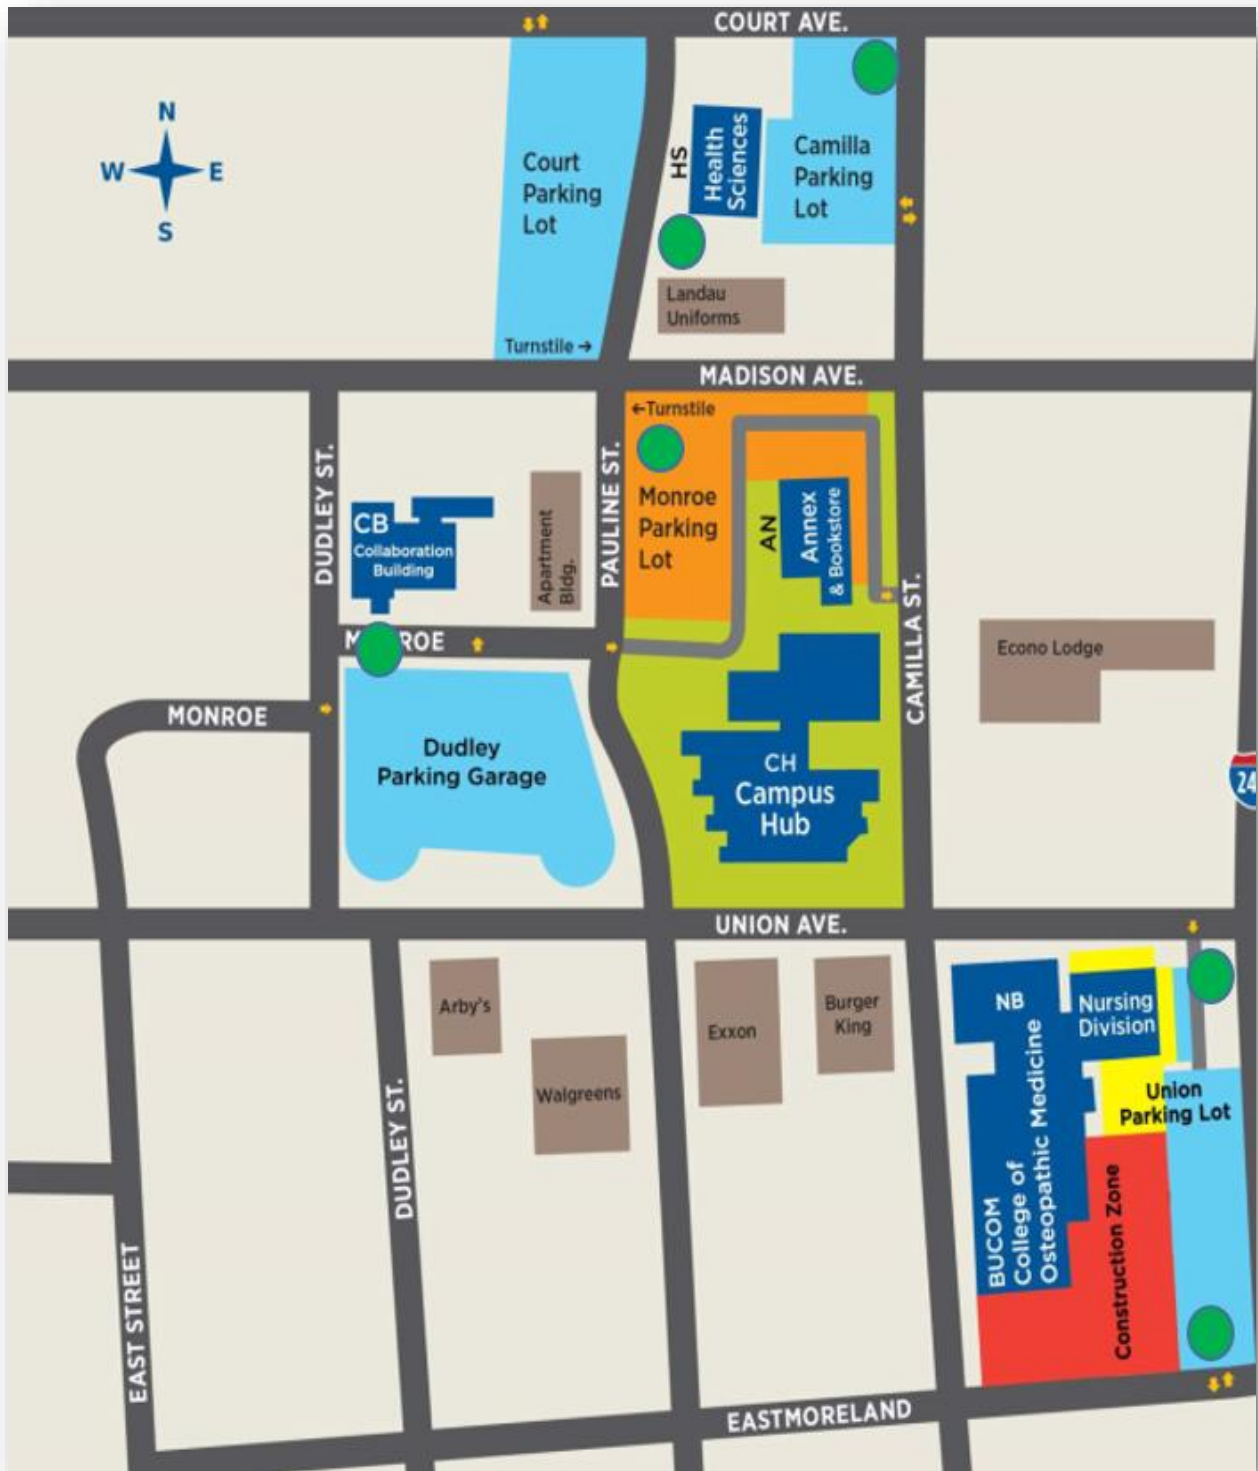 COURT AVE.
N
W E
S
Court
Parking
Lot
Turnstile →
HS
Health
Sciences
Camilla
Parking
Lot
Landau
Uniforms
MADISON AVE.
←Turnstile
DUDLEY ST.
CB
Collaboration
Building
Apartment
Bldg.
PAULINE ST.
Monroe
Parking
Lot
AN
Annex
& Bookstore
CAMILLA ST.
MONROE
Dudley
Parking Garage
CH
Campus
Hub
Econo Lodge
24
UNION AVE.
Arby's
Walgreens
Exxon
Burger
King
NB
Nursing
Division
BUCOM
College of
Osteopathic Medicine
Union
Parking Lot
Construction Zone
DUDLEY ST.
EAST STREET
EASTMORELAND